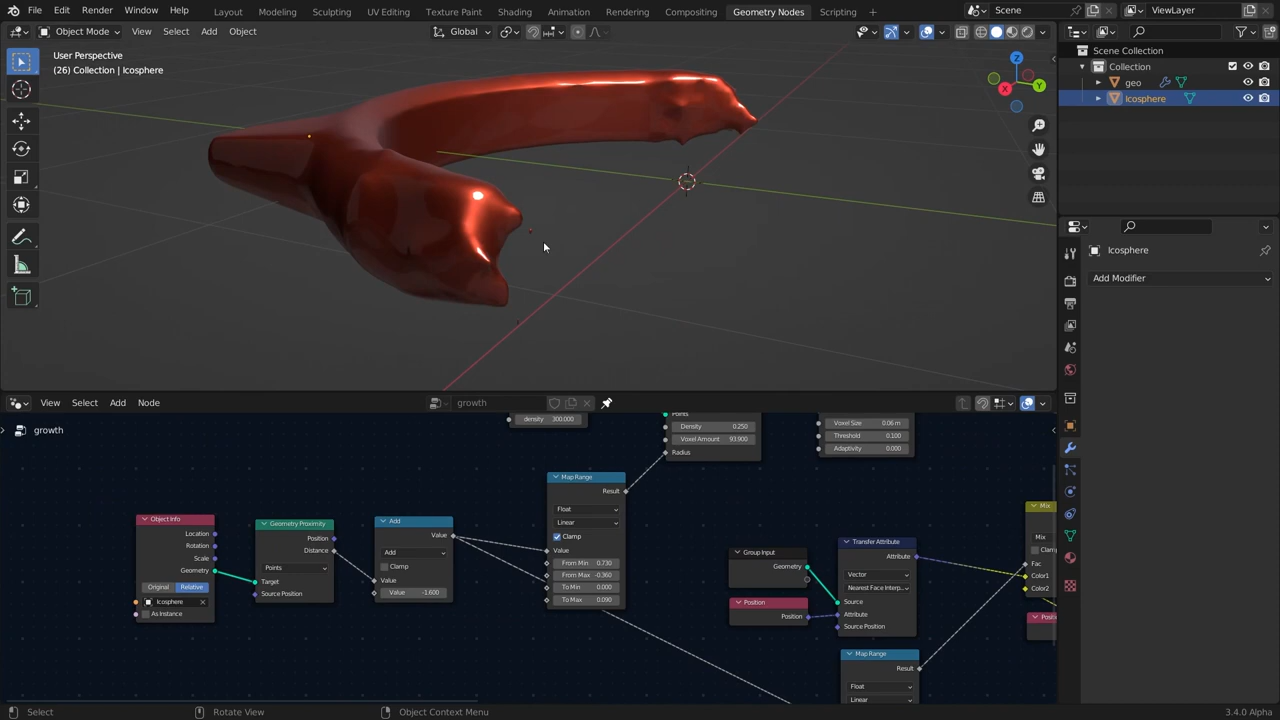 File Edit Render Window Help Layout Modeling Sculpting UV Editing Texture Paint Shading Animation Rendering Compositing Geometry Nodes Scripting Scene ViewLayer
Object Mode View Select Add Object Global
User Perspective
(26) Collection | Icosphere
X Y Z
Scene Collection
Collection
geo
Icosphere
Icosphere
Add Modifier
View Select Add Node growth
growth
density 300.000
Points
Density 0.250
Voxel Amount 93.900
Radius
Voxel Size 0.06 m
Threshold 0.100
Adaptivity 0.000
Map Range
Result
Float
Linear
Clamp
Value
From Min 0.730
From Max -0.360
To Min 0.000
To Max 0.090
Object Info
Location
Rotation
Scale
Geometry
Original Relative
Icosphere
As Instance
Geometry Proximity
Position
Distance
Points
Target
Source Position
Add
Value
Add
Clamp
Value
Value -1.600
Group Input
Geometry
Position
Position
Transfer Attribute
Attribute
Vector
Nearest Face Interp...
Source
Attribute
Source Position
Map Range
Result
Float
Linear
Mix
Mix
Clamp
Fac
Color1
Color2
Select Rotate View Object Context Menu 3.4.0 Alpha